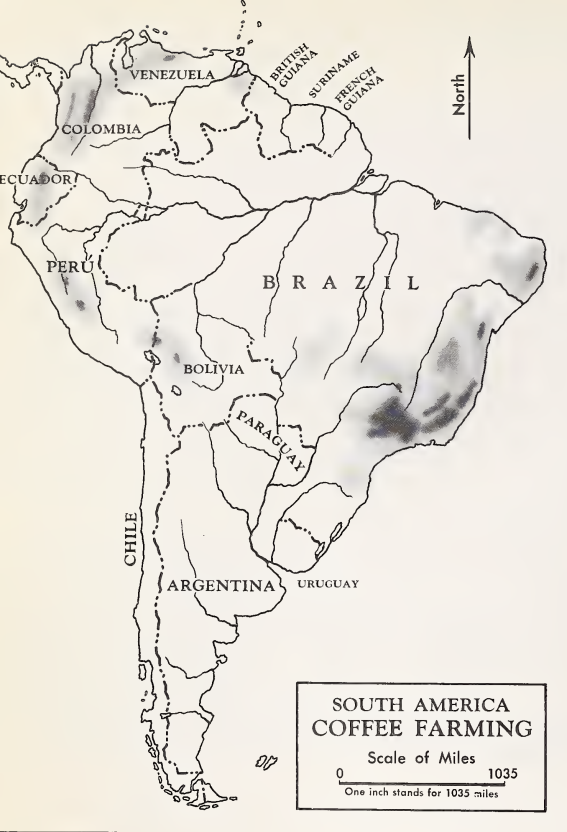 VENEZUELA
BRITISH
GUIANA
SURINAME
FRENCH
GUIANA
North
COLOMBIA
ECUADOR
PERU
BRAZIL
BOLIVIA
PARAGUAY
CHILE
ARGENTINA
URUGUAY
SOUTH AMERICA
COFFEE FARMING
Scale of Miles
0 1035
One inch stands for 1035 miles